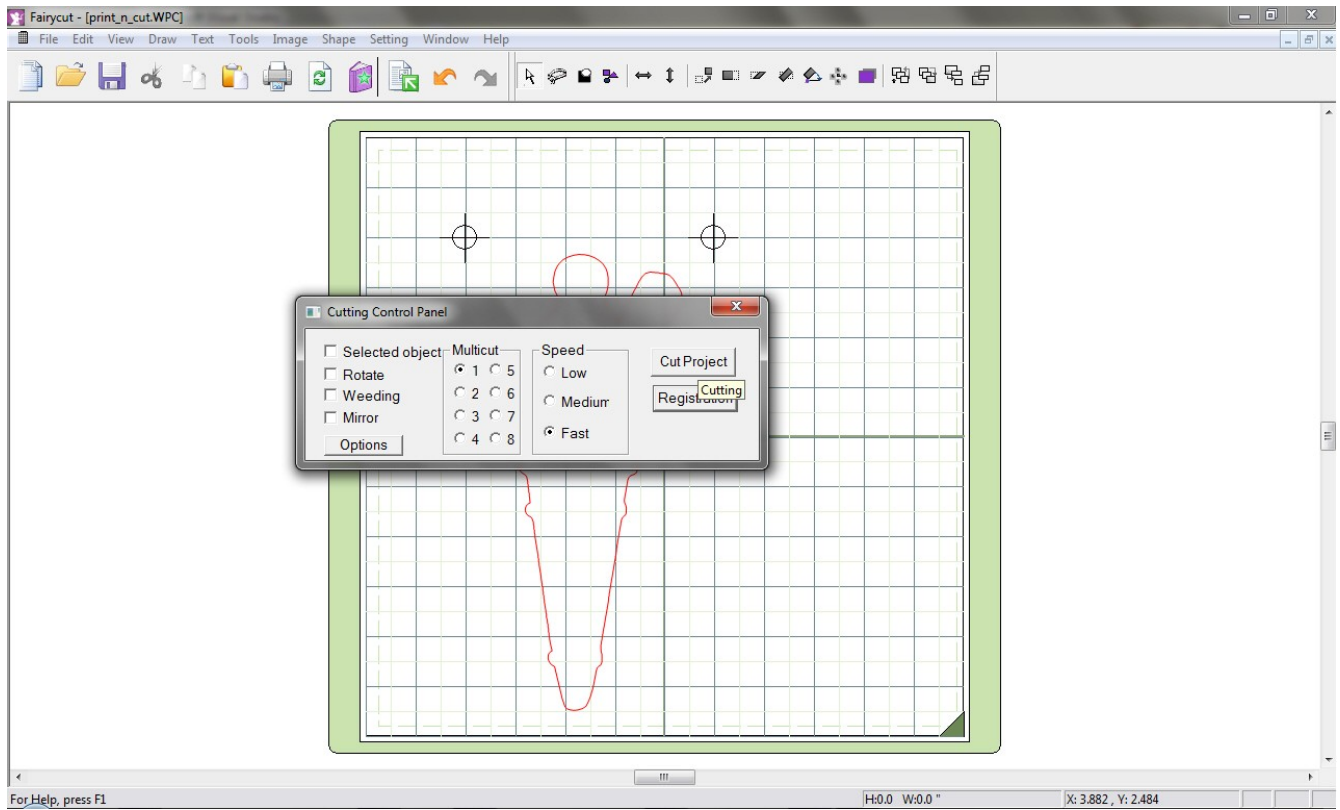 Fairycut - [print_n_cut.WPC]
File Edit View Draw Text Tools Image Shape Setting Window Help
Cutting Control Panel
Selected object
Rotate
Weeding
Mirror
Options
Multicut
1 5
2 6
3 7
4 8
Speed
Low
Medium
Fast
Cut Project
Cutting
For Help, press F1
H:0.0 W:0.0 "
X: 3.882 , Y: 2.484